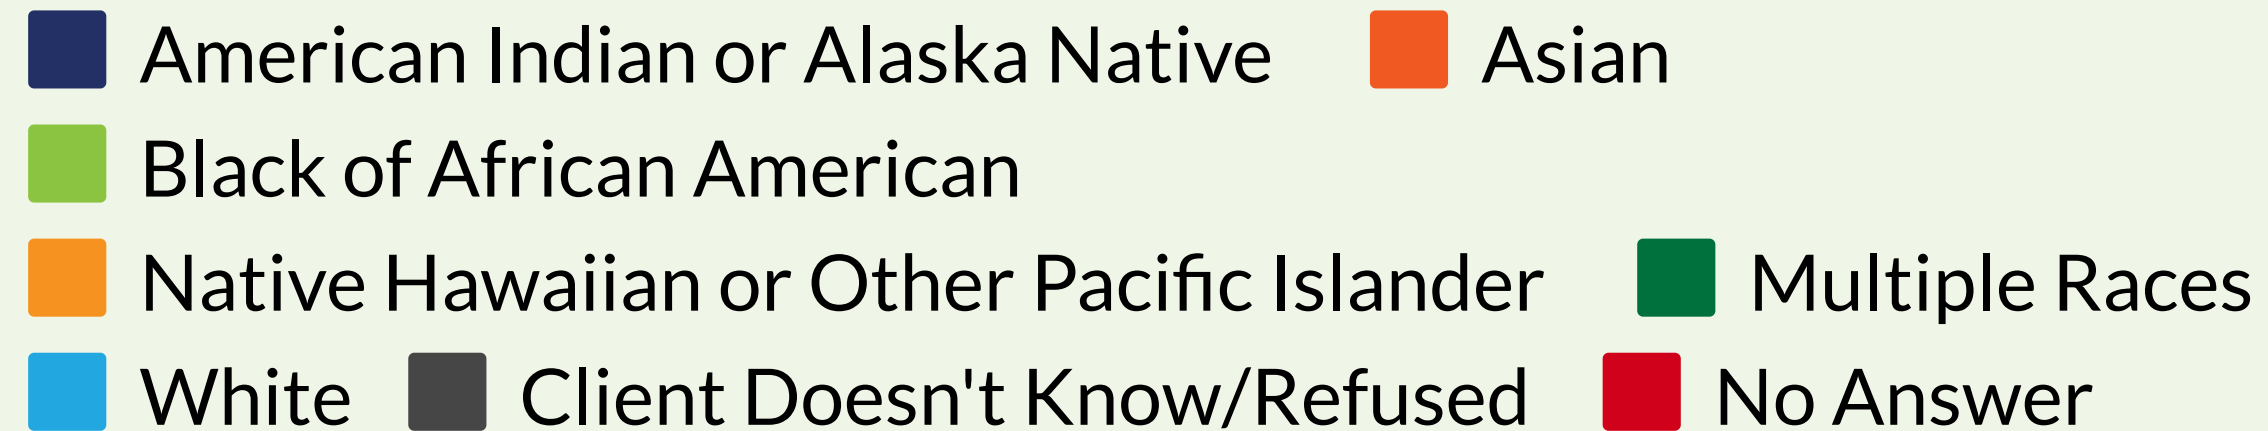 American Indian or Alaska Native Asian
Black of African American
Native Hawaiian or Other Pacific Islander Multiple Races
White Client Doesn't Know/Refused No Answer